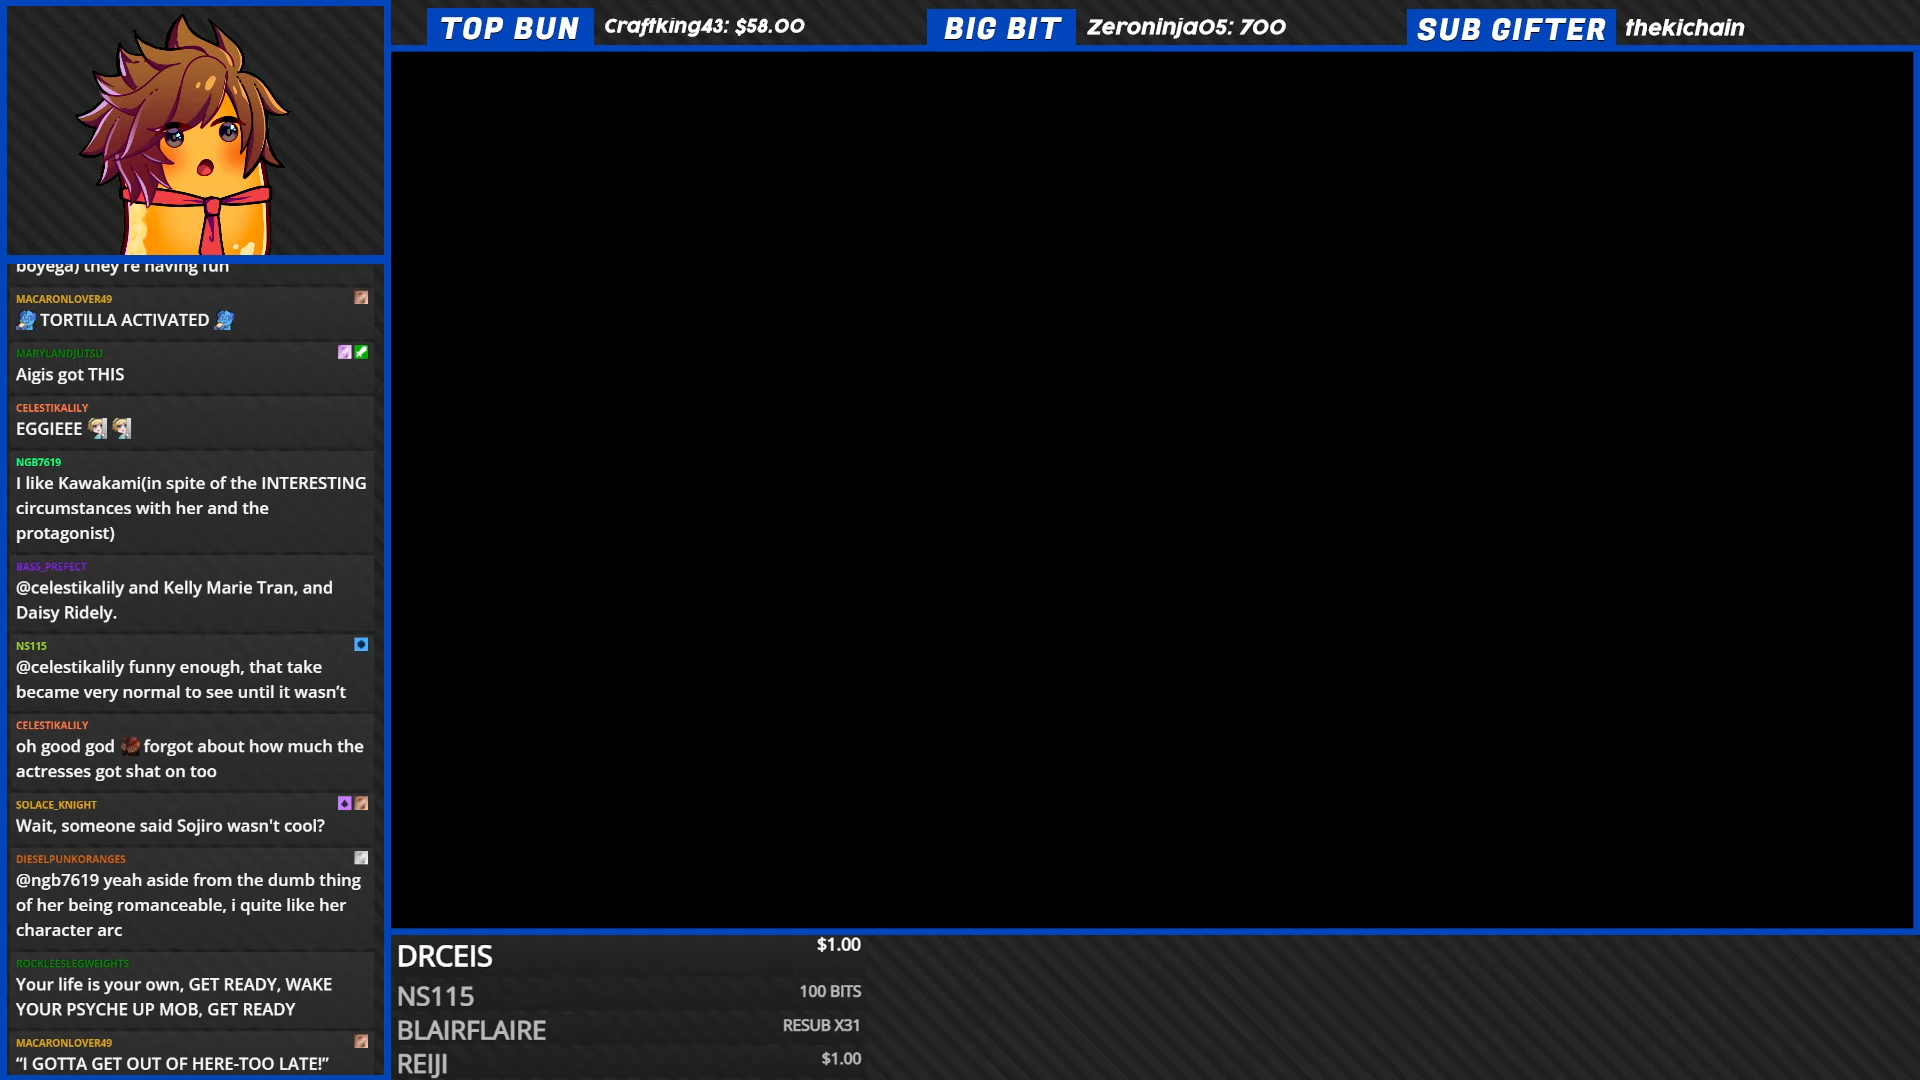 TOP BUN Craftking43: $58.00 BIG BIT Zeroninja05: 700 SUB GIFTER thekichain
boyega) they're having fun
MACARONLOVER49
TORTILLA ACTIVATED
MARYLANDJUTSU
Aigis got THIS
CELESTIKALILY
EGGIEEE
NGB7619
I like Kawakami(in spite of the INTERESTING
circumstances with her and the
protagonist)
BASS_PREFECT
@celestikalily and Kelly Marie Tran, and
Daisy Ridely.
NS115
@celestikalily funny enough, that take
became very normal to see until it wasn't
CELESTIKALILY
oh good god forgot about how much the
actresses got shat on too
SOLACE_KNIGHT
Wait, someone said Sojiro wasn't cool?
DIESELPUNKORANGES
@ngb7619 yeah aside from the dumb thing
of her being romanceable, i quite like her
character arc
ROCKLEESLEGWEIGHTS
Your life is your own, GET READY, WAKE
YOUR PSYCHE UP MOB, GET READY
MACARONLOVER49
“I GOTTA GET OUT OF HERE-TOO LATE!”
DRCEIS $1.00
NS115 100 BITS
BLAIRFLAIRE RESUB X31
REIJI $1.00